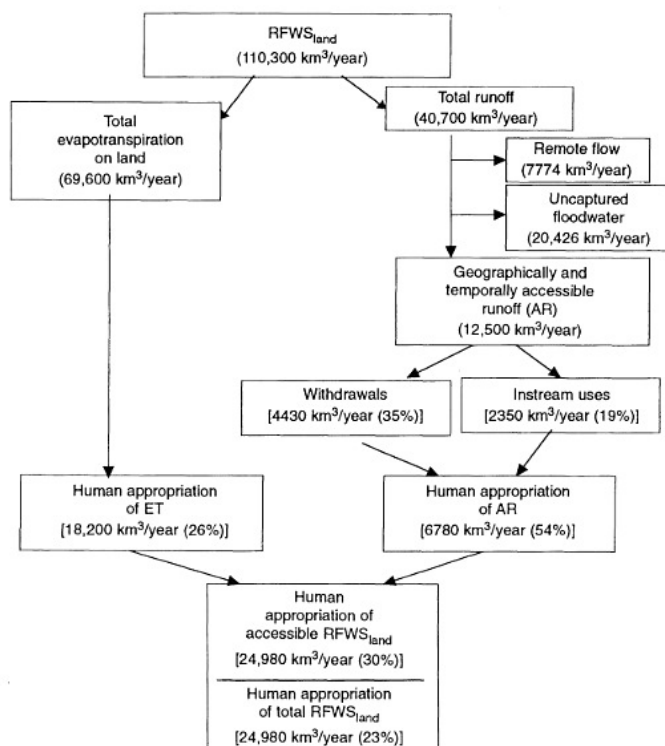 RFWSland
(110,300 km³/year)
Total
evapotranspiration
on land
(69,600 km³/year)
Total runoff
(40,700 km³/year)
Remote flow
(7774 km³/year)
Uncaptured
floodwater
(20,426 km³/year)
Geographically and
temporally accessible
runoff (AR)
(12,500 km³/year)
Withdrawals
[4430 km³/year (35%)]
Instream uses
[2350 km³/year (19%)]
Human appropriation
of ET
[18,200 km³/year (26%)]
Human appropriation
of AR
[6780 km³/year (54%)]
Human
appropriation of
accessible RFWSland
[24,980 km³/year (30%)]
Human appropriation
of total RFWSland
[24,980 km³/year (23%)]